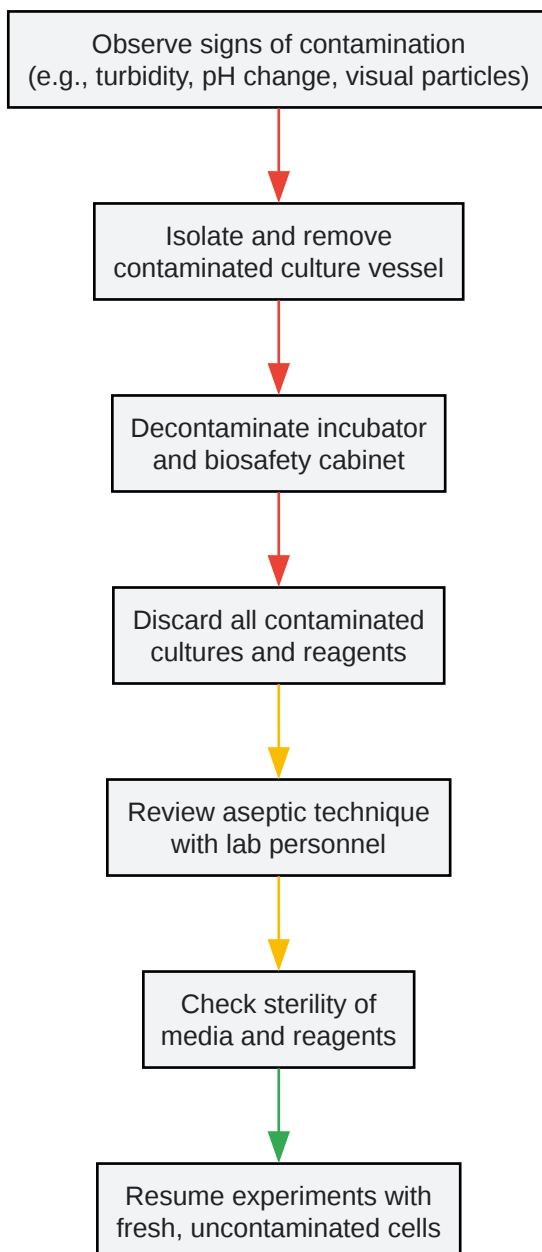 Observe signs of contamination
(e.g., turbidity, pH change, visual particles)
Isolate and remove
contaminated culture vessel
Decontaminate incubator
and biosafety cabinet
Discard all contaminated
cultures and reagents
Review aseptic technique
with lab personnel
Check sterility of
media and reagents
Resume experiments with
fresh, uncontaminated cells